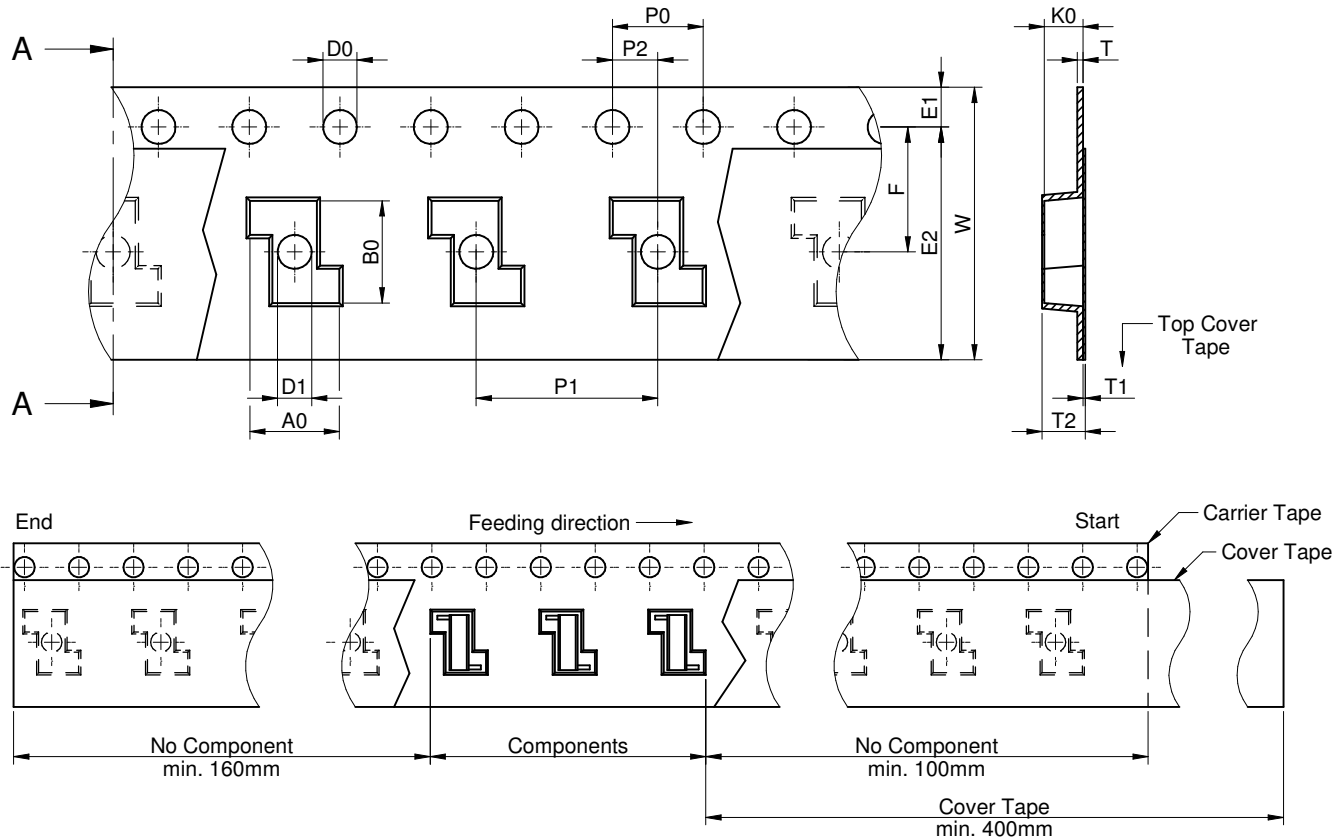 A
D0
P0
P2
K0
T
E1
F
W
B0
E2
D1
A0
P1
Top Cover
Tape
T1
T2
A
End
Feeding direction
Start
Carrier Tape
Cover Tape
No Component
min. 160mm
Components
No Component
min. 100mm
Cover Tape
min. 400mm